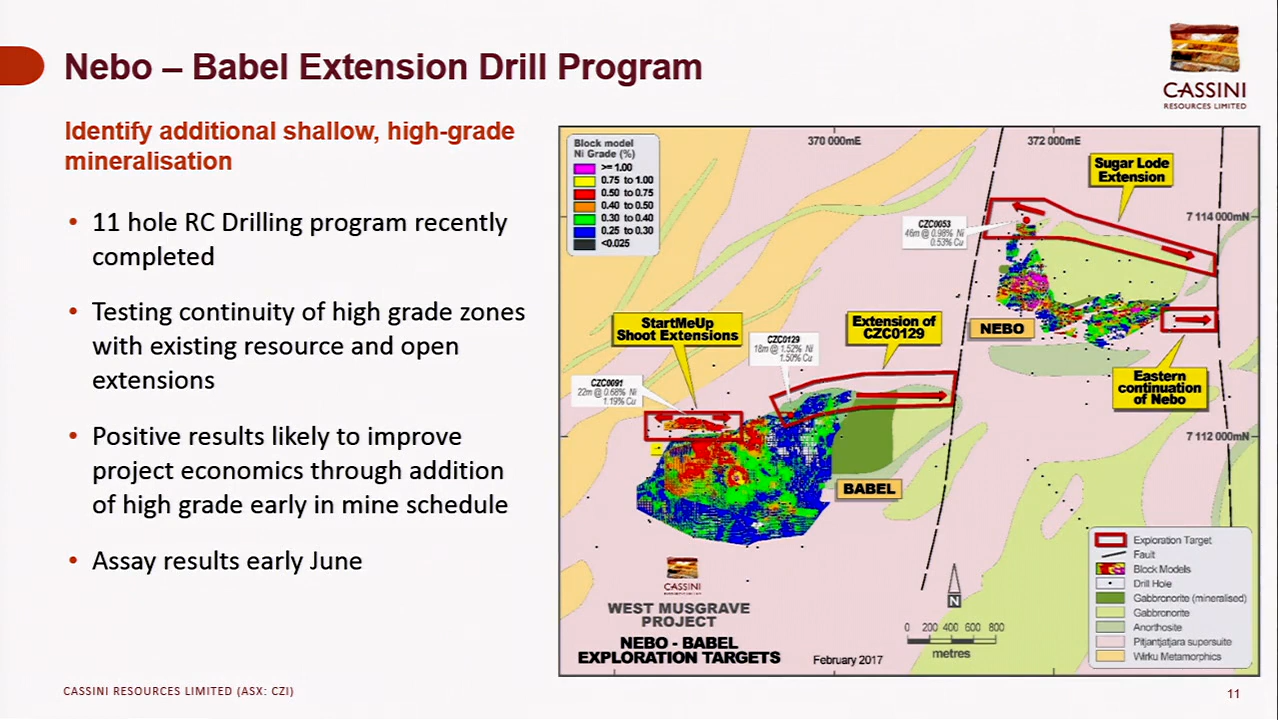 Nebo – Babel Extension Drill Program
CASSINI
RESOURCES LIMITED
Identify additional shallow, high-grade
mineralisation
• 11 hole RC Drilling program recently
completed
• Testing continuity of high grade zones
with existing resource and open
extensions
• Positive results likely to improve
project economics through addition
of high grade early in mine schedule
• Assay results early June
Block model
Ni Grade (%)
>= 1.00
0.75 to 1.00
0.50 to 0.75
0.40 to 0.50
0.30 to 0.40
0.25 to 0.30
<0.025
370 000mE
372 000mE
Sugar Lode
Extension
7 114 000mN
CZC0053
46m @ 0.98% Ni
0.53% Cu
NEBO
StartMeUp
Shoot Extensions
CZC0129
18m @ 1.52% Ni
1.50% Cu
Extension of
CZC0129
CZC0091
22m @ 0.68% Ni
1.19% Cu
Eastern
continuation
of Nebo
7 112 000mN
BABEL
CASSINI
WEST MUSGRAVE
PROJECT
NEBO - BABEL
EXPLORATION TARGETS
February 2017
N
0 200 400 600 800
metres
Exploration Target
Fault
Block Models
Drill Hole
Gabbronorite (mineralised)
Gabbronorite
Anorthosite
Pitjantjatjara supersuite
Wirku Metamorphics
CASSINI RESOURCES LIMITED (ASX: CZI)
11